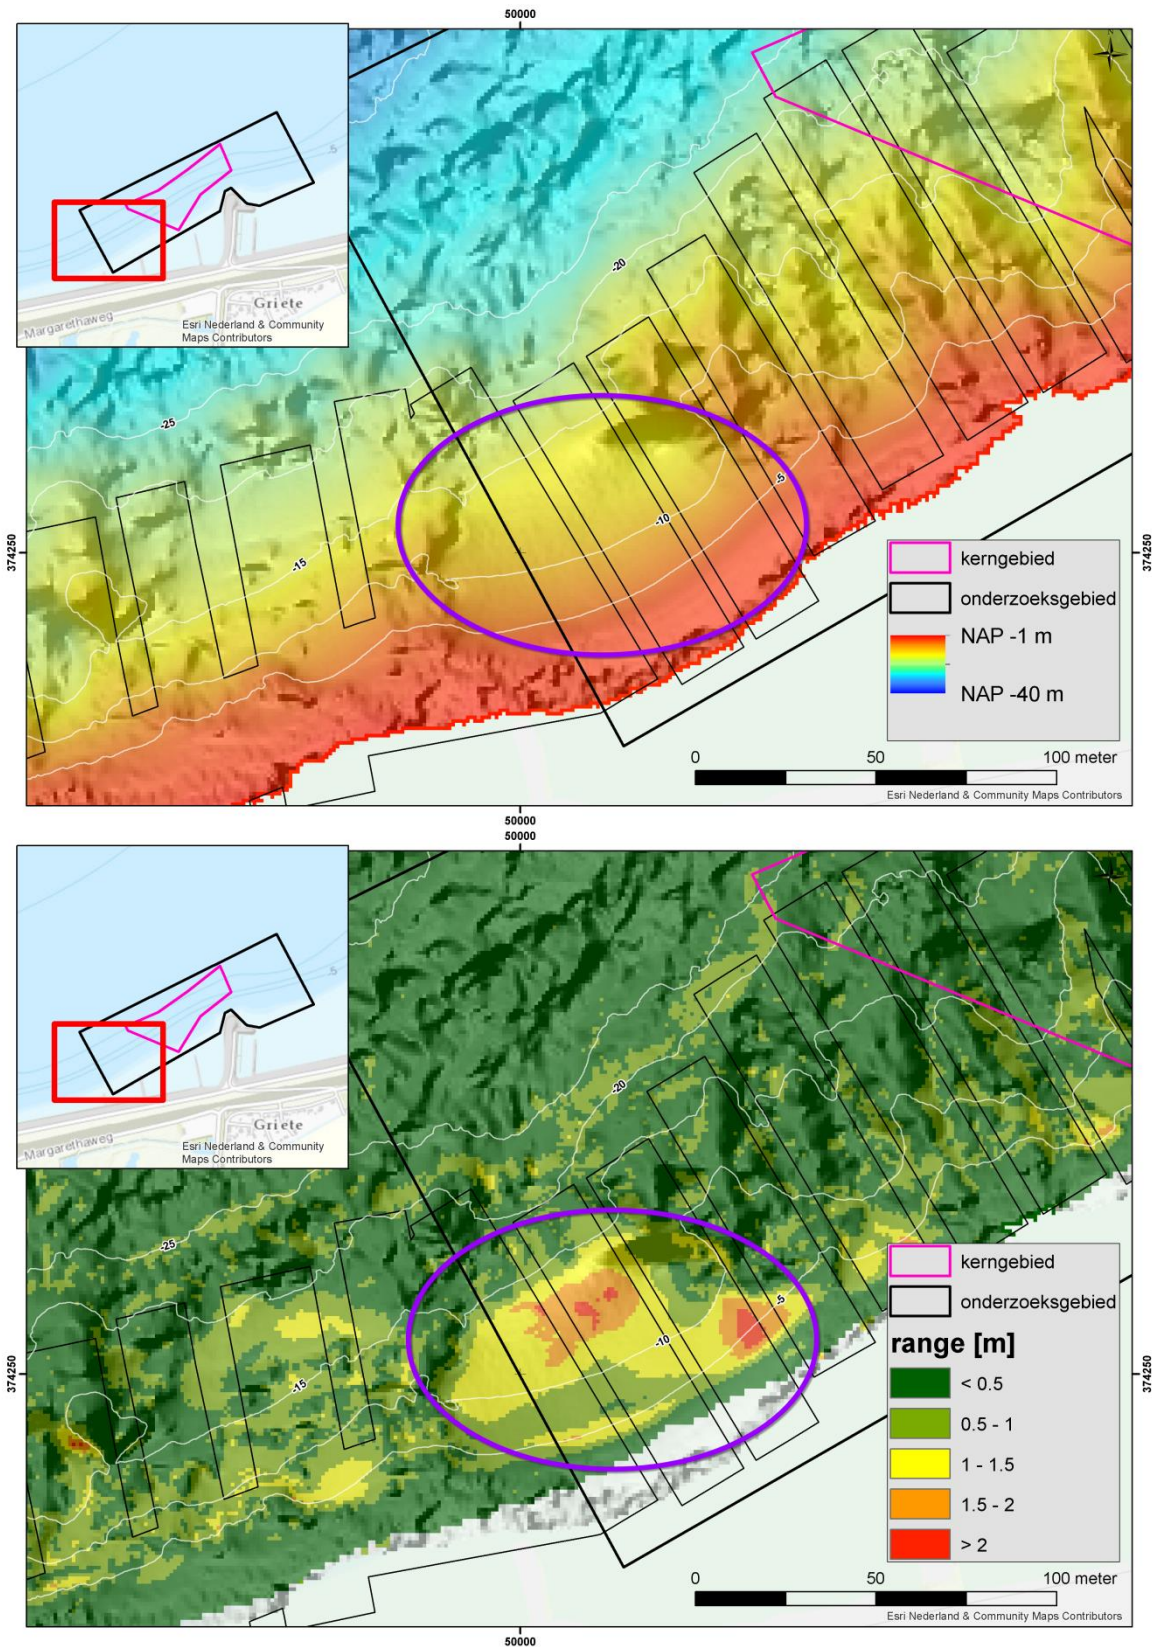 50000
5
Griete
Margarethaweg
Esri Nederland & Community
Maps Contributors
-20
-25
-5
-10
-15
374250
374250
kerngebied
onderzoeksgebied
NAP -1 m
NAP -40 m
0 50 100 meter
Esri Nederland & Community Maps Contributors
50000
50000
5
Griete
Margarethaweg
Esri Nederland & Community
Maps Contributors
-20
-25
-5
-10
-15
374250
374250
kerngebied
onderzoeksgebied
range [m]
< 0.5
0.5 - 1
1 - 1.5
1.5 - 2
> 2
0 50 100 meter
Esri Nederland & Community Maps Contributors
50000